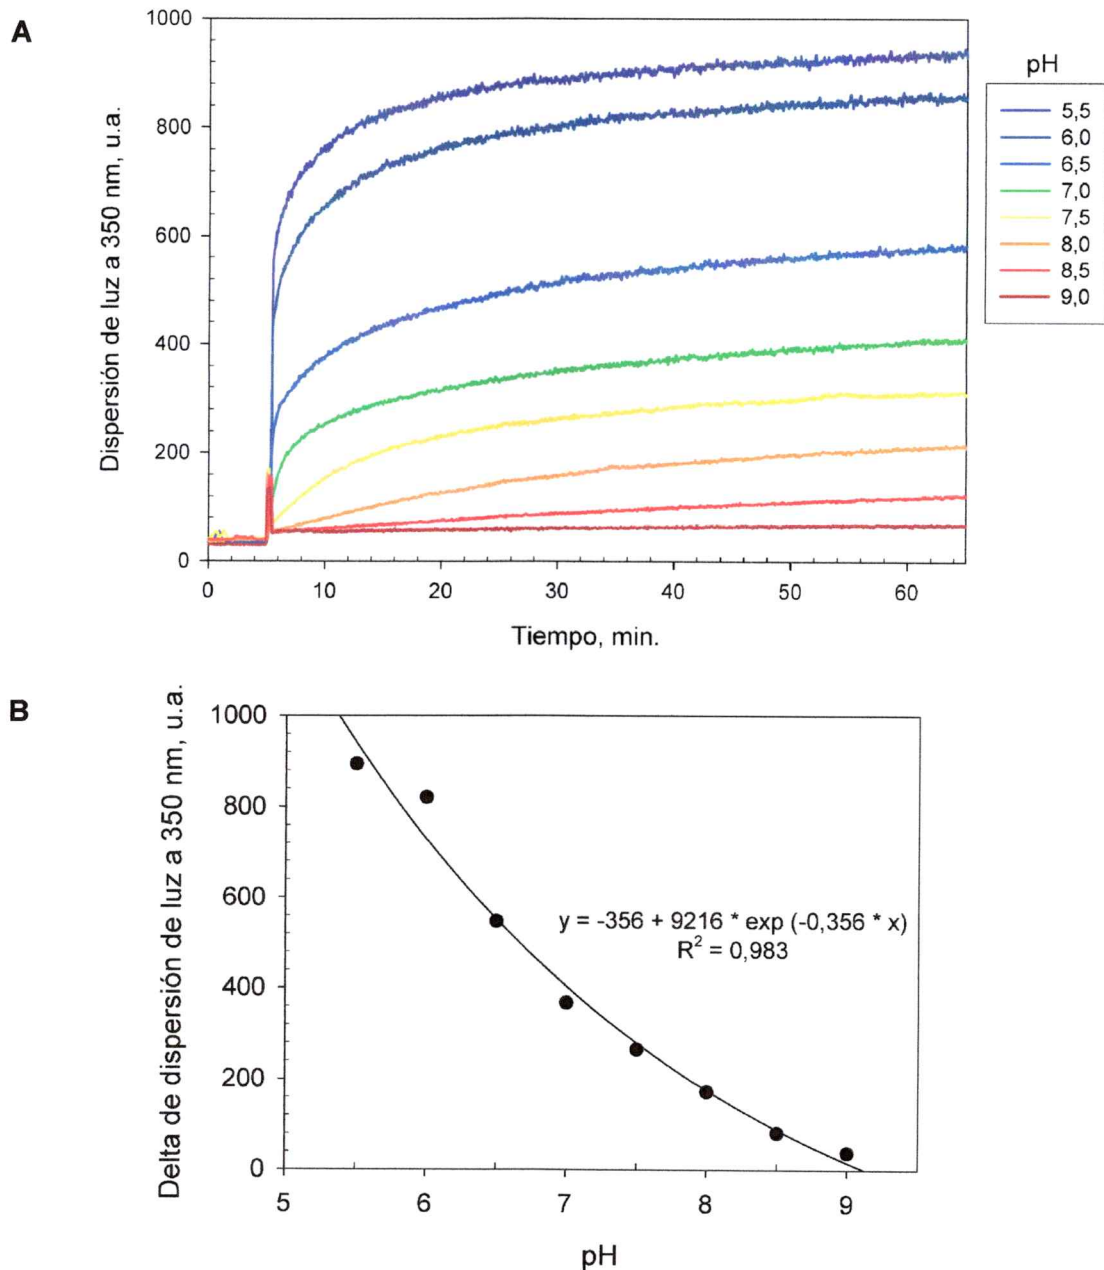 A
Dispersión de luz a 350 nm, u.a.
1000
800
600
400
200
0
0 10 20 30 40 50 60
Tiempo, min.
pH
5,5
6,0
6,5
7,0
7,5
8,0
8,5
9,0
B
Delta de dispersión de luz a 350 nm, u.a.
1000
800
600
400
200
0
y = -356 + 9216 * exp (-0,356 * x)
R² = 0,983
5 6 7 8 9
pH